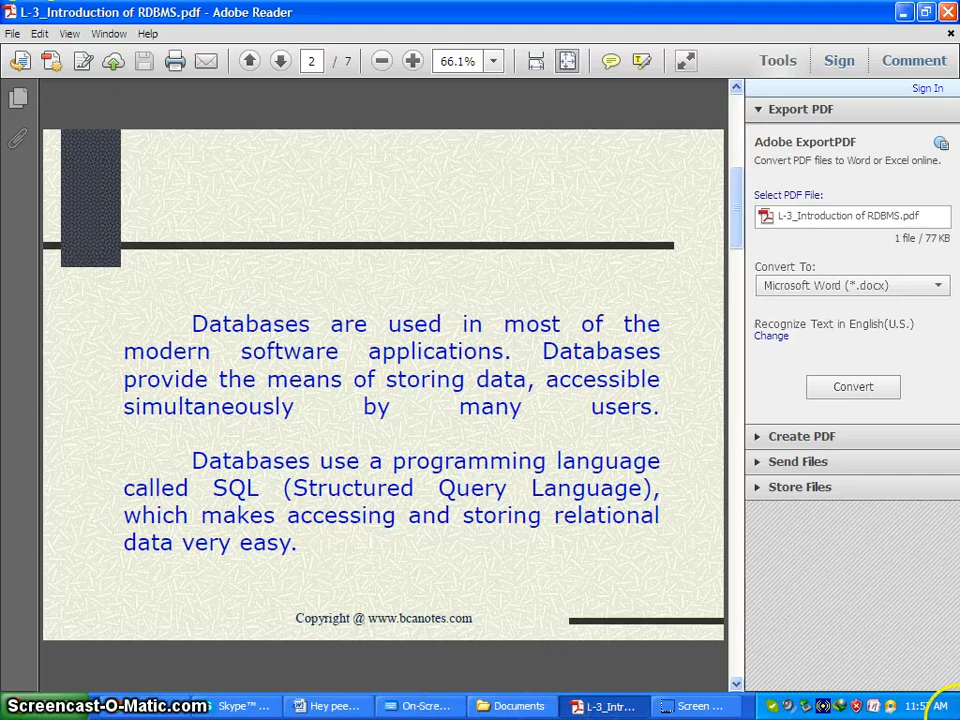 L-3_Introduction of RDBMS.pdf - Adobe Reader
File Edit View Window Help
2 / 7 66.1% Tools Sign Comment
Sign In
Export PDF
Adobe ExportPDF
Convert PDF files to Word or Excel online.
Select PDF File:
L-3_Introduction of RDBMS.pdf
1 file / 77 KB
Convert To:
Microsoft Word (*.docx)
Recognize Text in English(U.S.)
Change
Convert
Create PDF
Send Files
Store Files
Databases are used in most of the
modern software applications. Databases
provide the means of storing data, accessible
simultaneously by many users.
Databases use a programming language
called SQL (Structured Query Language),
which makes accessing and storing relational
data very easy.
Copyright @ www.bcanotes.com
Screencast-O-Matic.com Skype™ ... Hey pee... On-Scre... Documents L-3_Intr... Screen ... AM